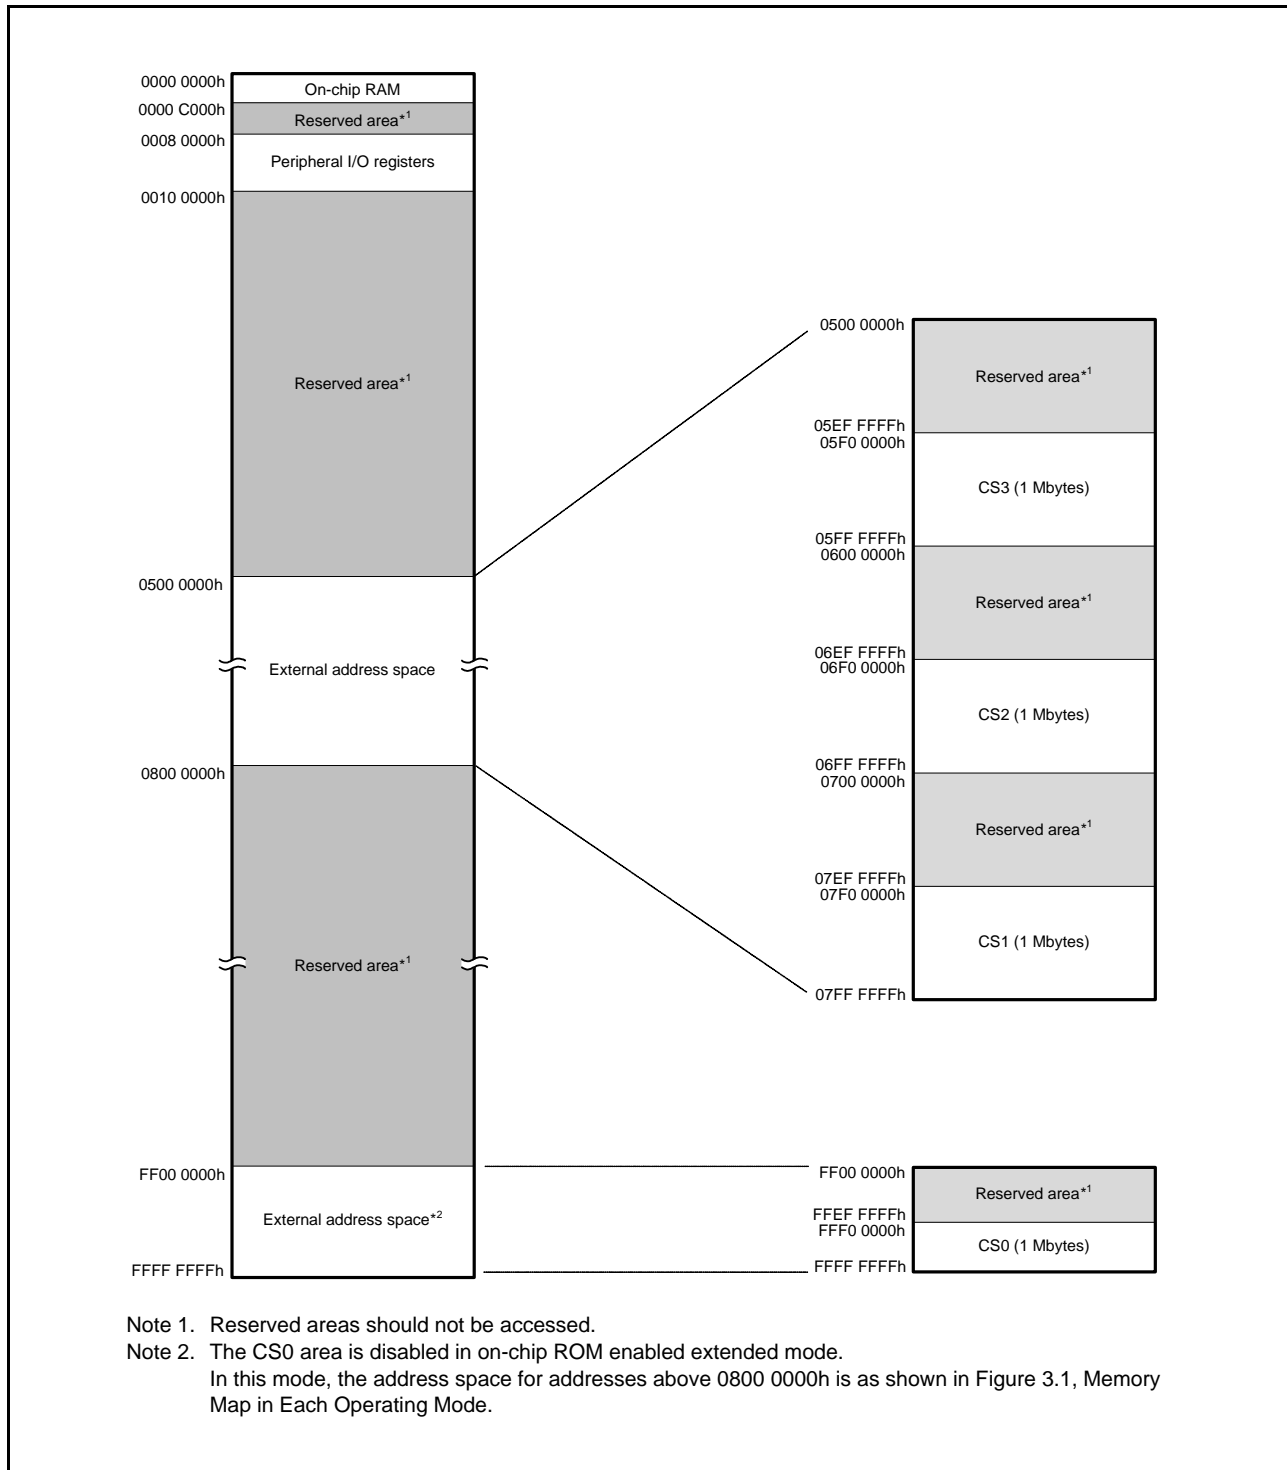 0000 0000h
On-chip RAM
0000 C000h
Reserved area*1
0008 0000h
Peripheral I/O registers
0010 0000h
Reserved area*1
0500 0000h
External address space
0800 0000h
Reserved area*1
FF00 0000h
External address space*2
FFFF FFFFh
0500 0000h
Reserved area*1
05EF FFFFh
05F0 0000h
CS3 (1 Mbytes)
05FF FFFFh
0600 0000h
Reserved area*1
06EF FFFFh
06F0 0000h
CS2 (1 Mbytes)
06FF FFFFh
0700 0000h
Reserved area*1
07EF FFFFh
07F0 0000h
CS1 (1 Mbytes)
07FF FFFFh
FF00 0000h
Reserved area*1
FFEF FFFFh
FFF0 0000h
CS0 (1 Mbytes)
FFFF FFFFh
Note 1. Reserved areas should not be accessed.
Note 2. The CS0 area is disabled in on-chip ROM enabled extended mode.
In this mode, the address space for addresses above 0800 0000h is as shown in Figure 3.1, Memory
Map in Each Operating Mode.